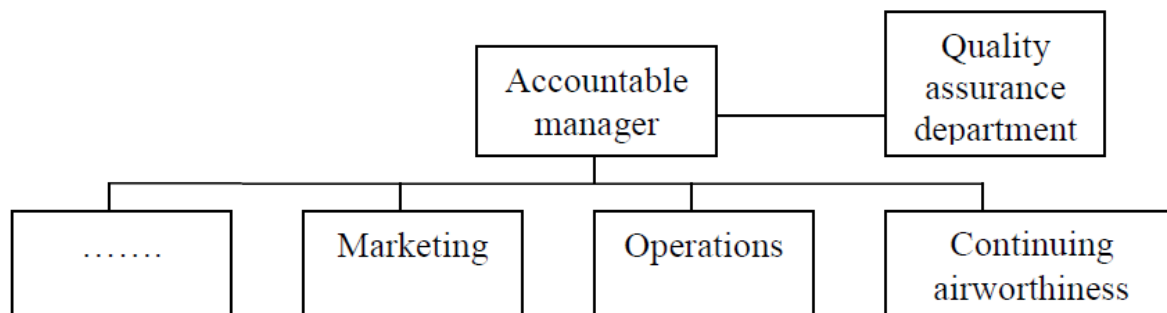 Accountable
manager
Quality
assurance
department
…….
Marketing
Operations
Continuing
airworthiness